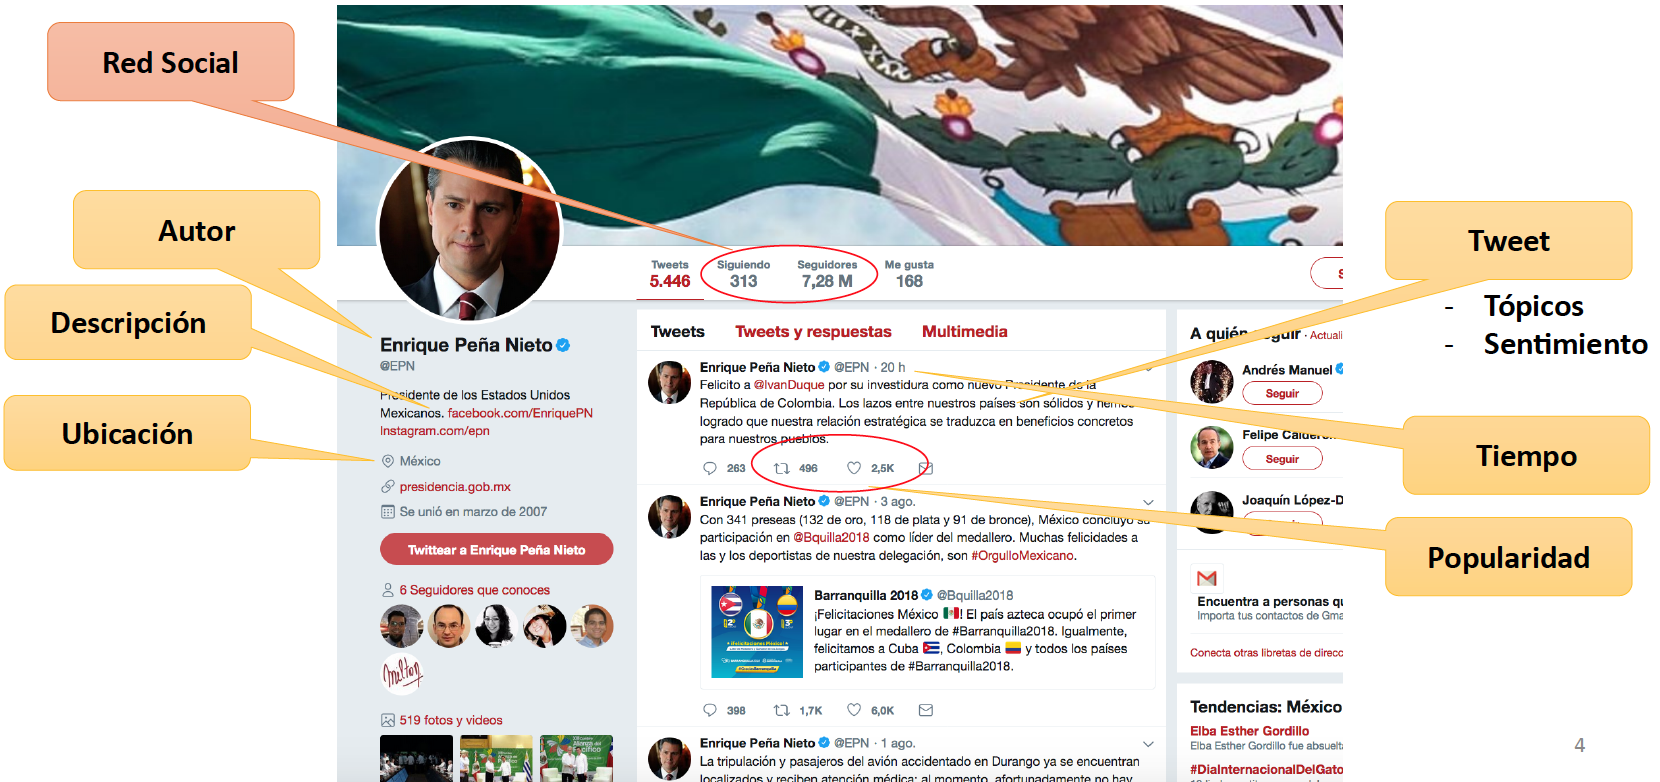 Red Social
Autor
Descripción
Ubicación
Tweets
5.446
Siguiendo
313
Seguidores
7,28 M
Me gusta
168
S
Enrique Peña Nieto
@EPN
Presidente de los Estados Unidos
Mexicanos. facebook.com/EnriquePN
Instagram.com/epn
México
presidencia.gob.mx
Se unió en marzo de 2007
Twittear a Enrique Peña Nieto
6 Seguidores que conoces
519 fotos y videos
Tweets Tweets y respuestas Multimedia
Enrique Peña Nieto @EPN · 20 h
Felicito a @IvanDuque por su investidura como nuevo Presidente de la
República de Colombia. Los lazos entre nuestros países son sólidos y hemos
logrado que nuestra relación estratégica se traduzca en beneficios concretos
para nuestros pueblos.
263 496 2,5K
Enrique Peña Nieto @EPN · 3 ago.
Con 341 preseas (132 de oro, 118 de plata y 91 de bronce), México concluyó su
participación en @Bquilla2018 como líder del medallero. Muchas felicidades a
las y los deportistas de nuestra delegación, son #OrgulloMexicano.
Barranquilla 2018 @Bquilla2018
¡Felicitaciones México 🇲🇽! El país azteca ocupó el primer
lugar en el medallero de #Barranquilla2018. Igualmente,
felicitamos a Cuba 🇨🇺, Colombia 🇨🇴 y todos los países
participantes de #Barranquilla2018.
398 1,7K 6,0K
Enrique Peña Nieto @EPN · 1 ago.
La tripulación y pasajeros del avión accidentado en Durango ya se encuentran
localizados y reciben atención médica; al momento, afortunadamente no hay
A quién seguir · Actuali
Andrés Manuel
Seguir
Felipe Calderó
Seguir
Joaquín López-D
Encuentra a personas qu
Importa tus contactos de Gma
Conecta otras libretas de direcc
Tendencias: México
Elba Esther Gordillo
Elba Esther Gordillo fue absuelt
#DiaInternacionalDelGato
Tweet
- Tópicos
- Sentimiento
Tiempo
Popularidad
4